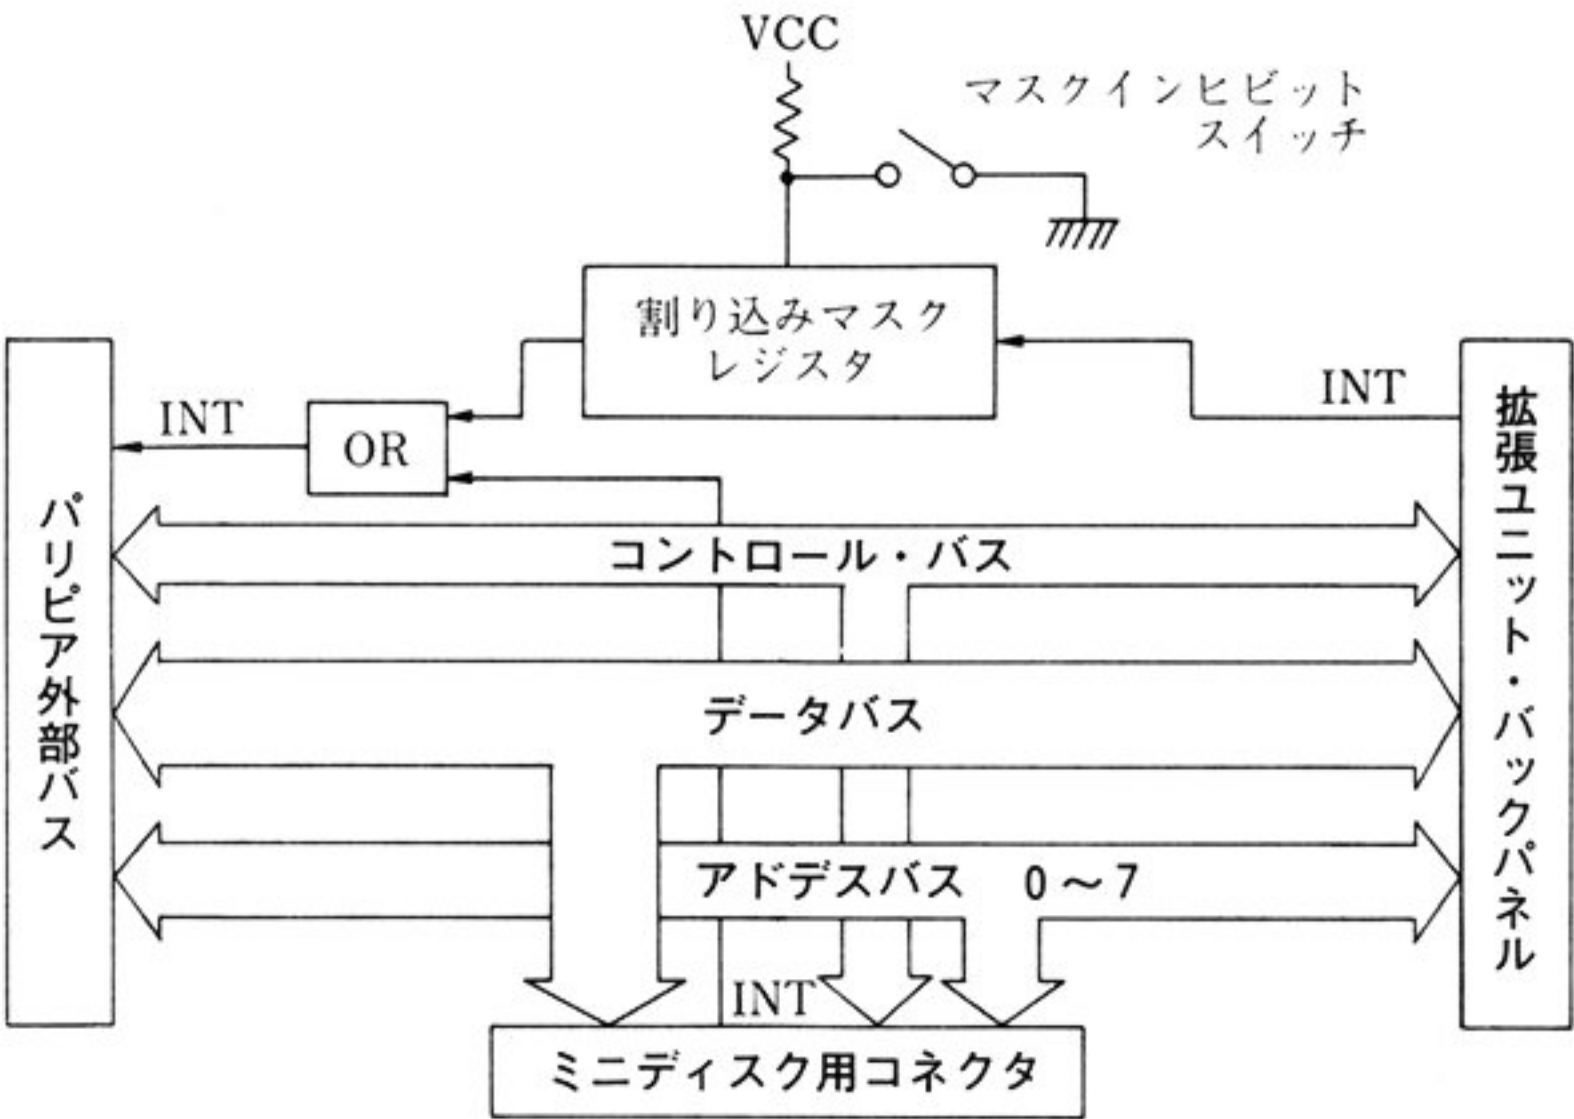 VCC
マスクインヒビット
スイッチ
割り込みマスク
レジスタ
INT
INT
OR
パリピア外部バス
拡張ユニット・バックパネル
コントロール・バス
データバス
アドデスバス 0～7
INT
ミニディスク用コネクタ